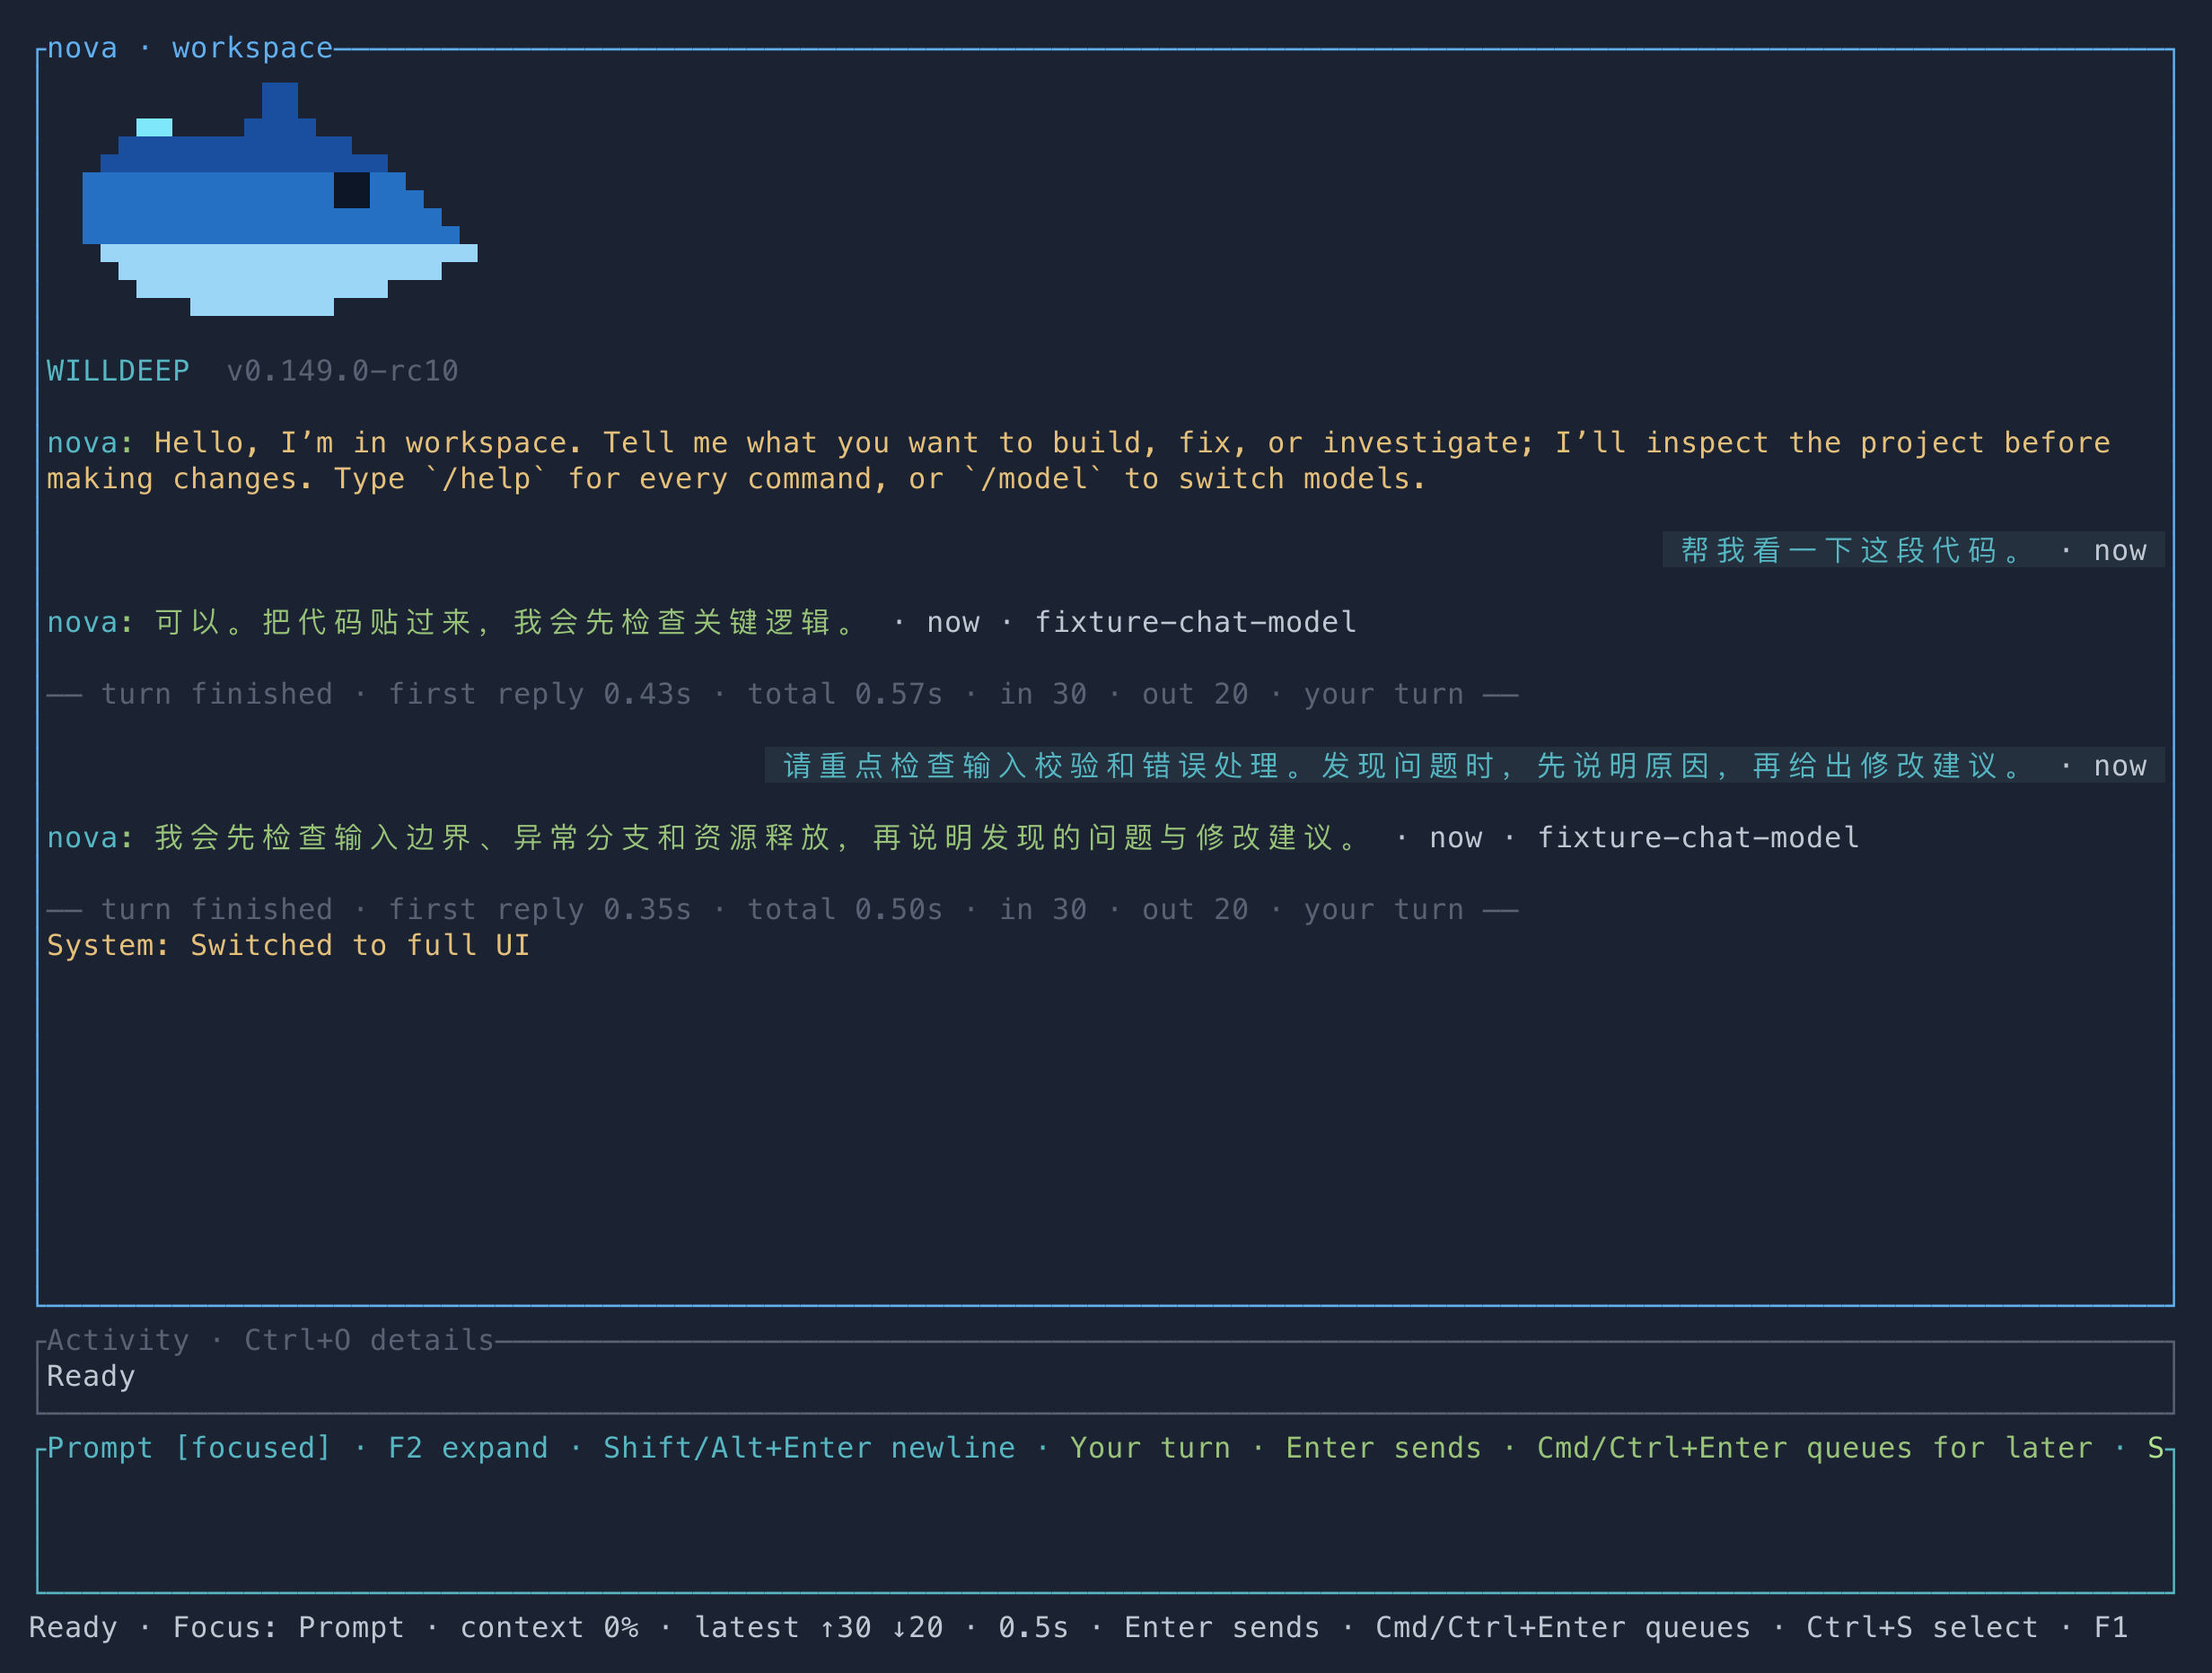 nova · workspace
WILLDEEP v0.149.0-rc10
nova: Hello, I’m in workspace. Tell me what you want to build, fix, or investigate; I’ll inspect the project before
making changes. Type `/help` for every command, or `/model` to switch models.
帮我看一下这段代码。 · now
nova: 可以。把代码贴过来，我会先检查关键逻辑。 · now · fixture-chat-model
—— turn finished · first reply 0.43s · total 0.57s · in 30 · out 20 · your turn ——
请重点检查输入校验和错误处理。发现问题时，先说明原因，再给出修改建议。 · now
nova: 我会先检查输入边界、异常分支和资源释放，再说明发现的问题与修改建议。 · now · fixture-chat-model
—— turn finished · first reply 0.35s · total 0.50s · in 30 · out 20 · your turn ——
System: Switched to full UI
Activity · Ctrl+O details
Ready
Prompt [focused] · F2 expand · Shift/Alt+Enter newline · Your turn · Enter sends · Cmd/Ctrl+Enter queues for later · S
Ready · Focus: Prompt · context 0% · latest ↑30 ↓20 · 0.5s · Enter sends · Cmd/Ctrl+Enter queues · Ctrl+S select · F1